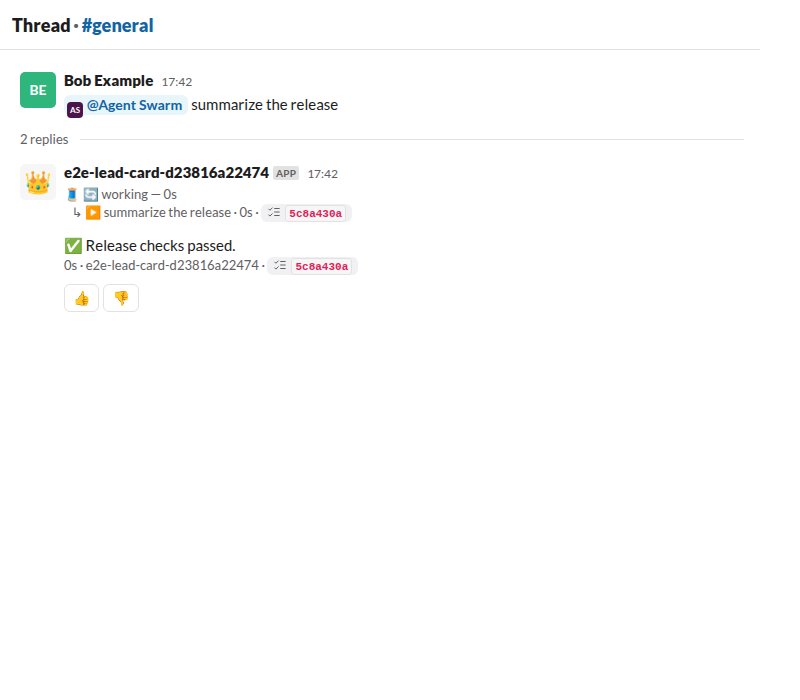 Thread • #general
BE
Bob Example 17:42
AS @Agent Swarm summarize the release
2 replies
e2e-lead-card-d23816a22474 APP 17:42
working — 0s
↳ summarize the release · 0s · 5c8a430a
Release checks passed.
0s · e2e-lead-card-d23816a22474 · 5c8a430a